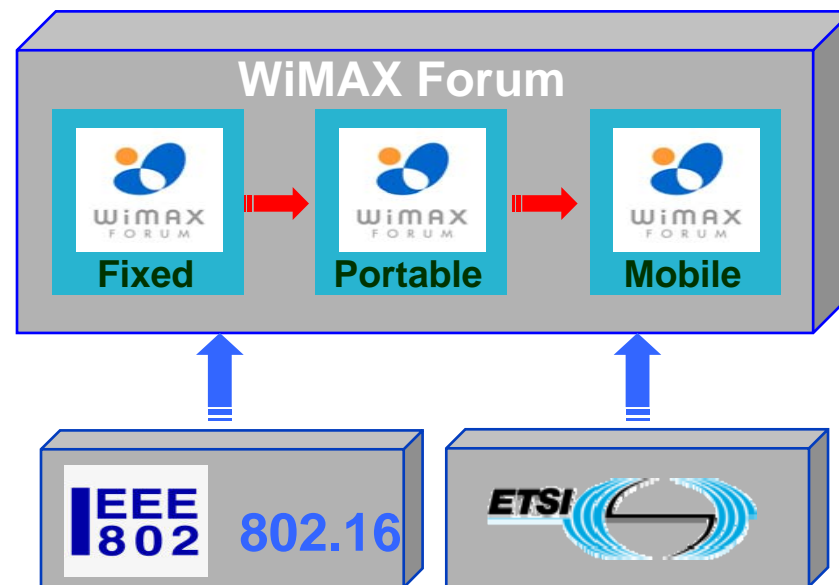 WiMAX Forum
WiMAX
FORUM
Fixed
WiMAX
FORUM
Portable
WiMAX
FORUM
Mobile
IEEE
802
802.16
ETSI